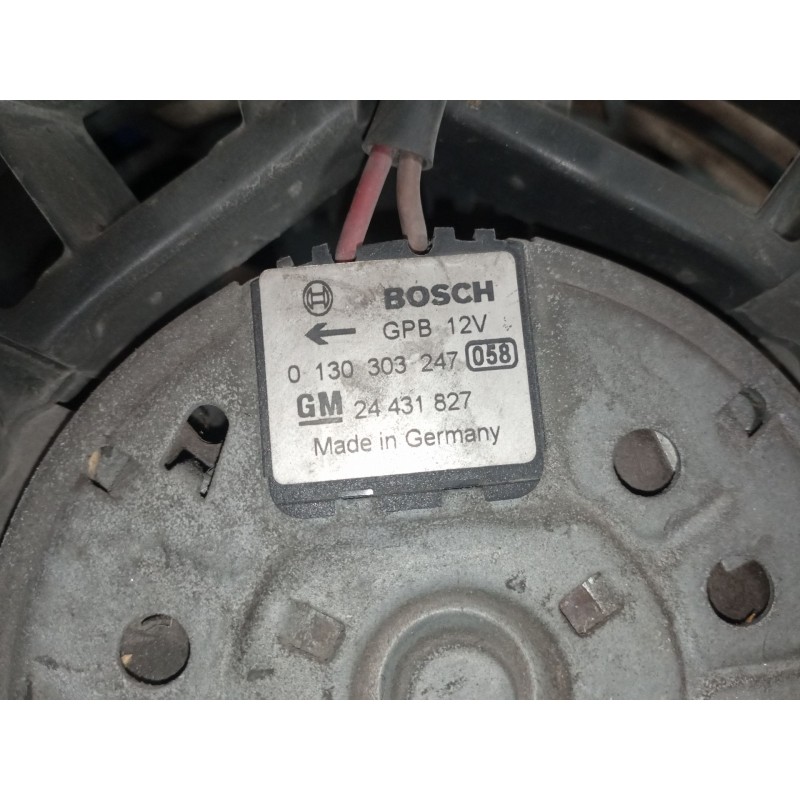 BOSCH
GPB 12V
0 130 303 247 058
GM 24 431 827
Made in Germany